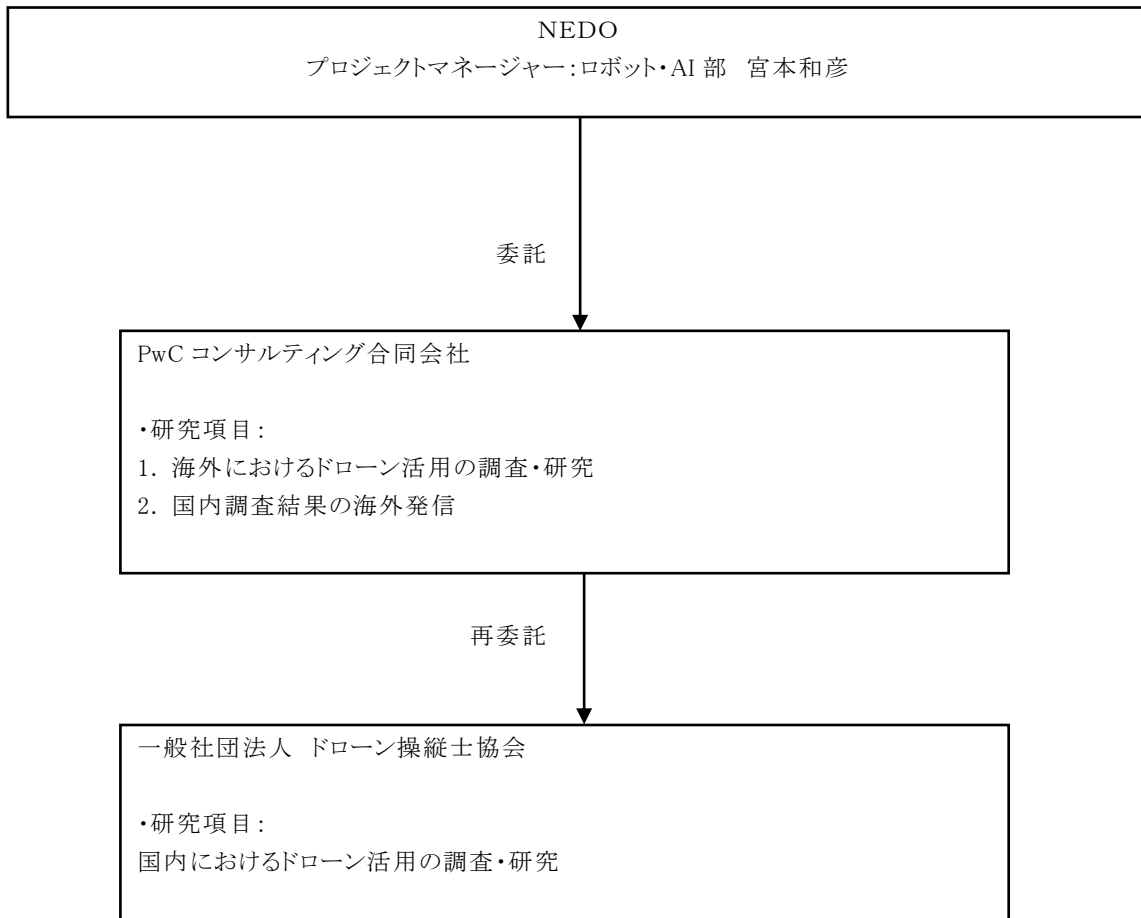 NEDO
プロジェクトマネージャー：ロボット・AI 部　宮本和彦
委託
PwC コンサルティング合同会社
・研究項目：
1. 海外におけるドローン活用の調査・研究
2. 国内調査結果の海外発信
再委託
一般社団法人 ドローン操縦士協会
・研究項目：
国内におけるドローン活用の調査・研究